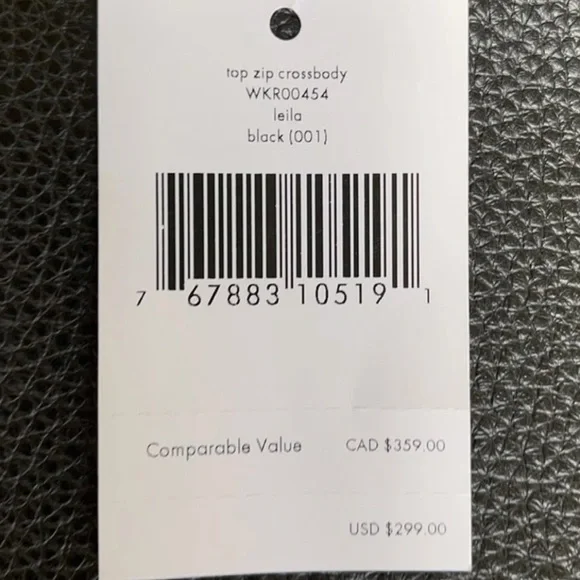 top zip crossbody
WKR00454
leila
black (001)
7 67883 10519 1
Comparable Value CAD $359.00
USD $299.00